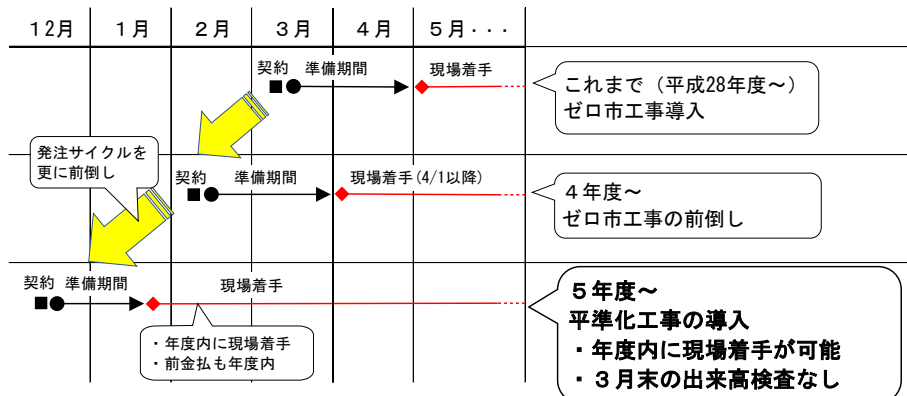 12月 1月 2月 3月 4月 5月・・・
契約 準備期間 現場着手
これまで（平成28年度～）
ゼロ市工事導入
発注サイクルを
更に前倒し
契約 準備期間 現場着手(4/1以降)
４年度～
ゼロ市工事の前倒し
契約 準備期間 現場着手
・年度内に現場着手
・前金払も年度内
５年度～
平準化工事の導入
・年度内に現場着手が可能
・３月末の出来高検査なし